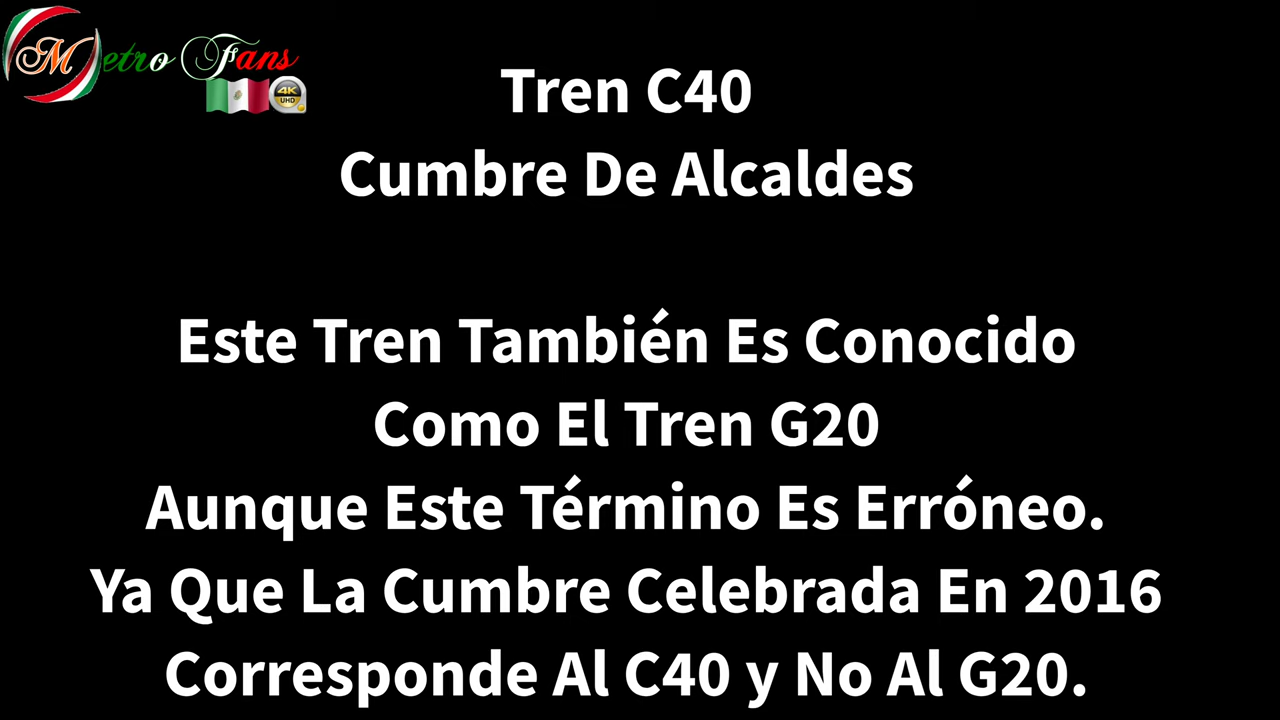 Metro Fans
4K
UHD
Tren C40
Cumbre De Alcaldes
Este Tren También Es Conocido
Como El Tren G20
Aunque Este Término Es Erróneo.
Ya Que La Cumbre Celebrada En 2016
Corresponde Al C40 y No Al G20.